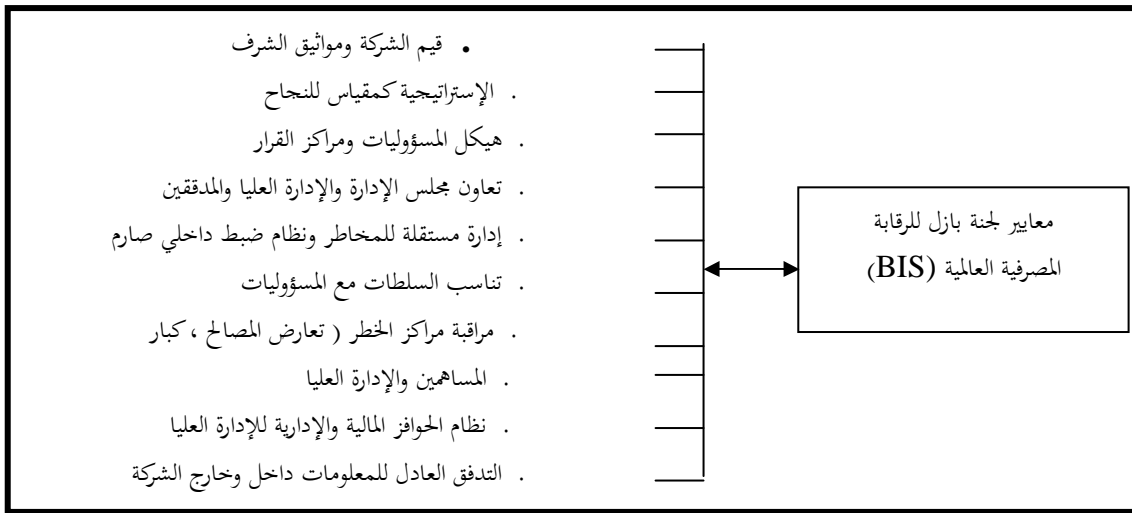 • قيم الشركة ومواثيق الشرف
. الإستراتيجية كمقياس للنجاح
. هيكل المسؤوليات ومراكز القرار
. تعاون مجلس الإدارة والإدارة العليا والمدققين
. إدارة مستقلة للمخاطر ونظام ضبط داخلي صارم
. تناسب السلطات مع المسؤوليات
. مراقبة مراكز الخطر ( تعارض المصالح ، كبار
. المساهمين والإدارة العليا
. نظام الحوافز المالية والإدارية للإدارة العليا
. التدفق العادل للمعلومات داخل وخارج الشركة
معايير لجنة بازل للرقابة
المصرفية العالمية (BIS)